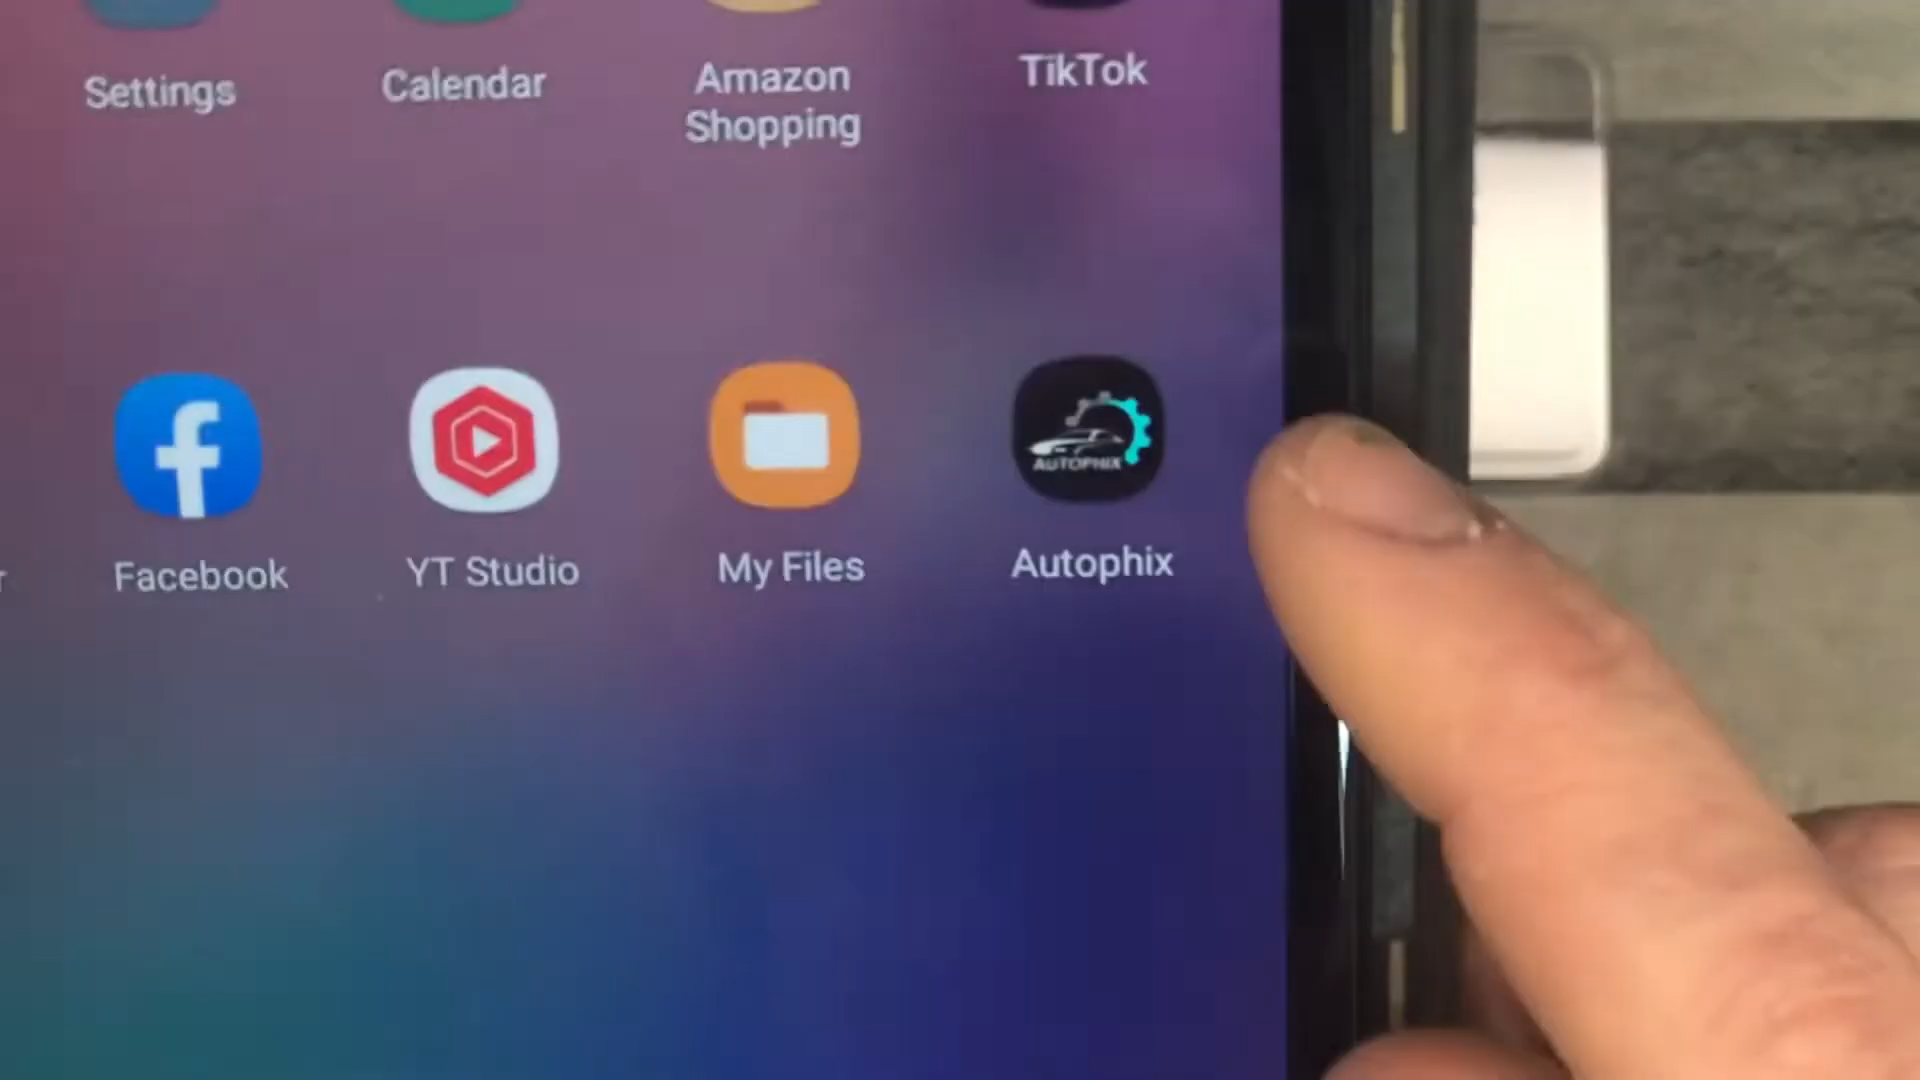 Settings
Calendar
Amazon
Shopping
TikTok
AUTOPHIX
Facebook
YT Studio
My Files
Autophix